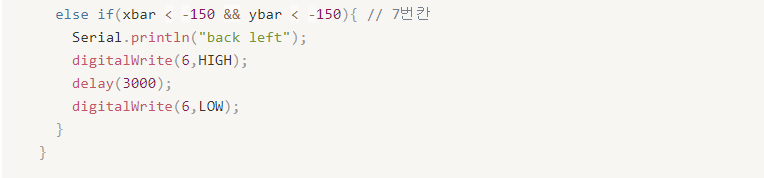 else if(xbar < -150 && ybar < -150){ // 7번칸
Serial.println("back left");
digitalWrite(6,HIGH);
delay(3000);
digitalWrite(6,LOW);
}
}